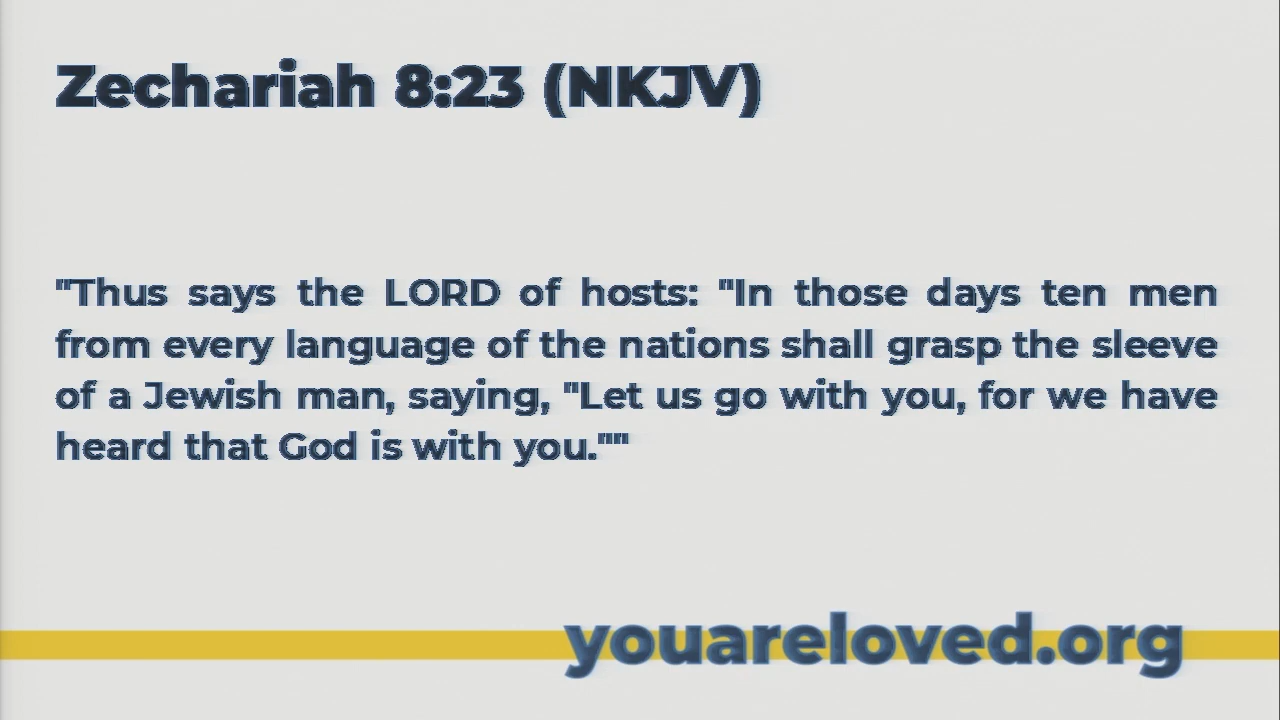 Zechariah 8:23 (NKJV)
"Thus says the LORD of hosts: "In those days ten men
from every language of the nations shall grasp the sleeve
of a Jewish man, saying, "Let us go with you, for we have
heard that God is with you.""
youareloved.org